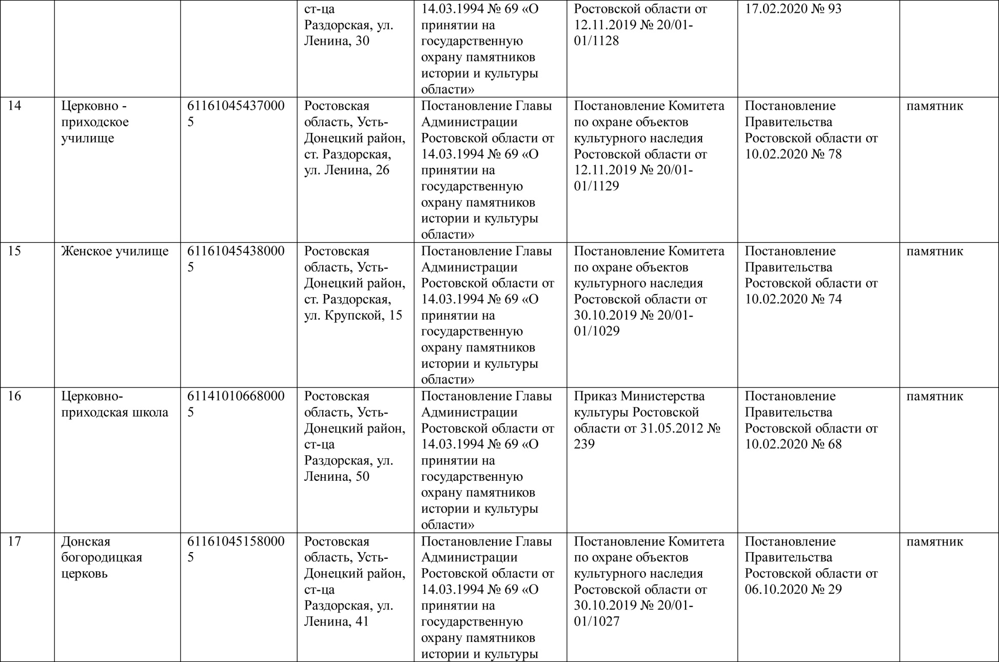 ст-ца
Раздорская, ул.
Ленина, 30
14.03.1994 № 69 «О
принятии на
государственную
охрану памятников
истории и культуры
области»
Ростовской области от
12.11.2019 № 20/01-
01/1128
17.02.2020 № 93
14
Церковно -
приходское
училище
61161045437000
5
Ростовская
область, Усть-
Донецкий район,
ст. Раздорская,
ул. Ленина, 26
Постановление Главы
Администрации
Ростовской области от
14.03.1994 № 69 «О
принятии на
государственную
охрану памятников
истории и культуры
области»
Постановление Комитета
по охране объектов
культурного наследия
Ростовской области от
12.11.2019 № 20/01-
01/1129
Постановление
Правительства
Ростовской области от
10.02.2020 № 78
памятник
15
Женское училище
61161045438000
5
Ростовская
область, Усть-
Донецкий район,
ст. Раздорская,
ул. Крупской, 15
Постановление Главы
Администрации
Ростовской области от
14.03.1994 № 69 «О
принятии на
государственную
охрану памятников
истории и культуры
области»
Постановление Комитета
по охране объектов
культурного наследия
Ростовской области от
30.10.2019 № 20/01-
01/1029
Постановление
Правительства
Ростовской области от
10.02.2020 № 74
памятник
16
Церковно-
приходская школа
61141010668000
5
Ростовская
область, Усть-
Донецкий район,
ст-ца
Раздорская, ул.
Ленина, 50
Постановление Главы
Администрации
Ростовской области от
14.03.1994 № 69 «О
принятии на
государственную
охрану памятников
истории и культуры
области»
Приказ Министерства
культуры Ростовской
области от 31.05.2012 №
239
Постановление
Правительства
Ростовской области от
10.02.2020 № 68
памятник
17
Донская
богородицкая
церковь
61161045158000
5
Ростовская
область, Усть-
Донецкий район,
ст-ца
Раздорская, ул.
Ленина, 41
Постановление Главы
Администрации
Ростовской области от
14.03.1994 № 69 «О
принятии на
государственную
охрану памятников
истории и культуры
Постановление Комитета
по охране объектов
культурного наследия
Ростовской области от
30.10.2019 № 20/01-
01/1027
Постановление
Правительства
Ростовской области от
06.10.2020 № 29
памятник